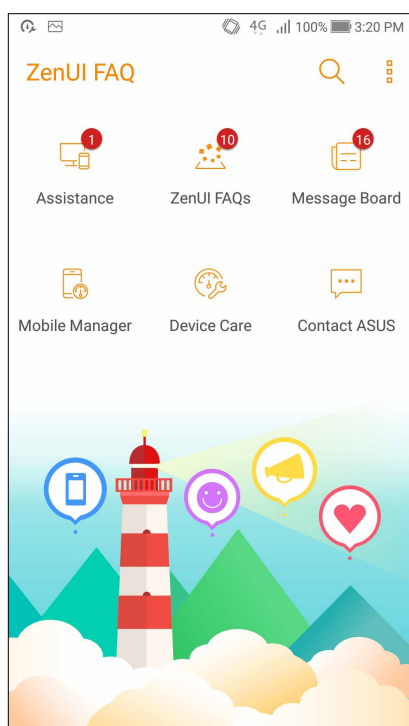 4G 100% 3:20 PM
ZenUI FAQ
1 10 16
Assistance ZenUI FAQs Message Board
Mobile Manager Device Care Contact ASUS